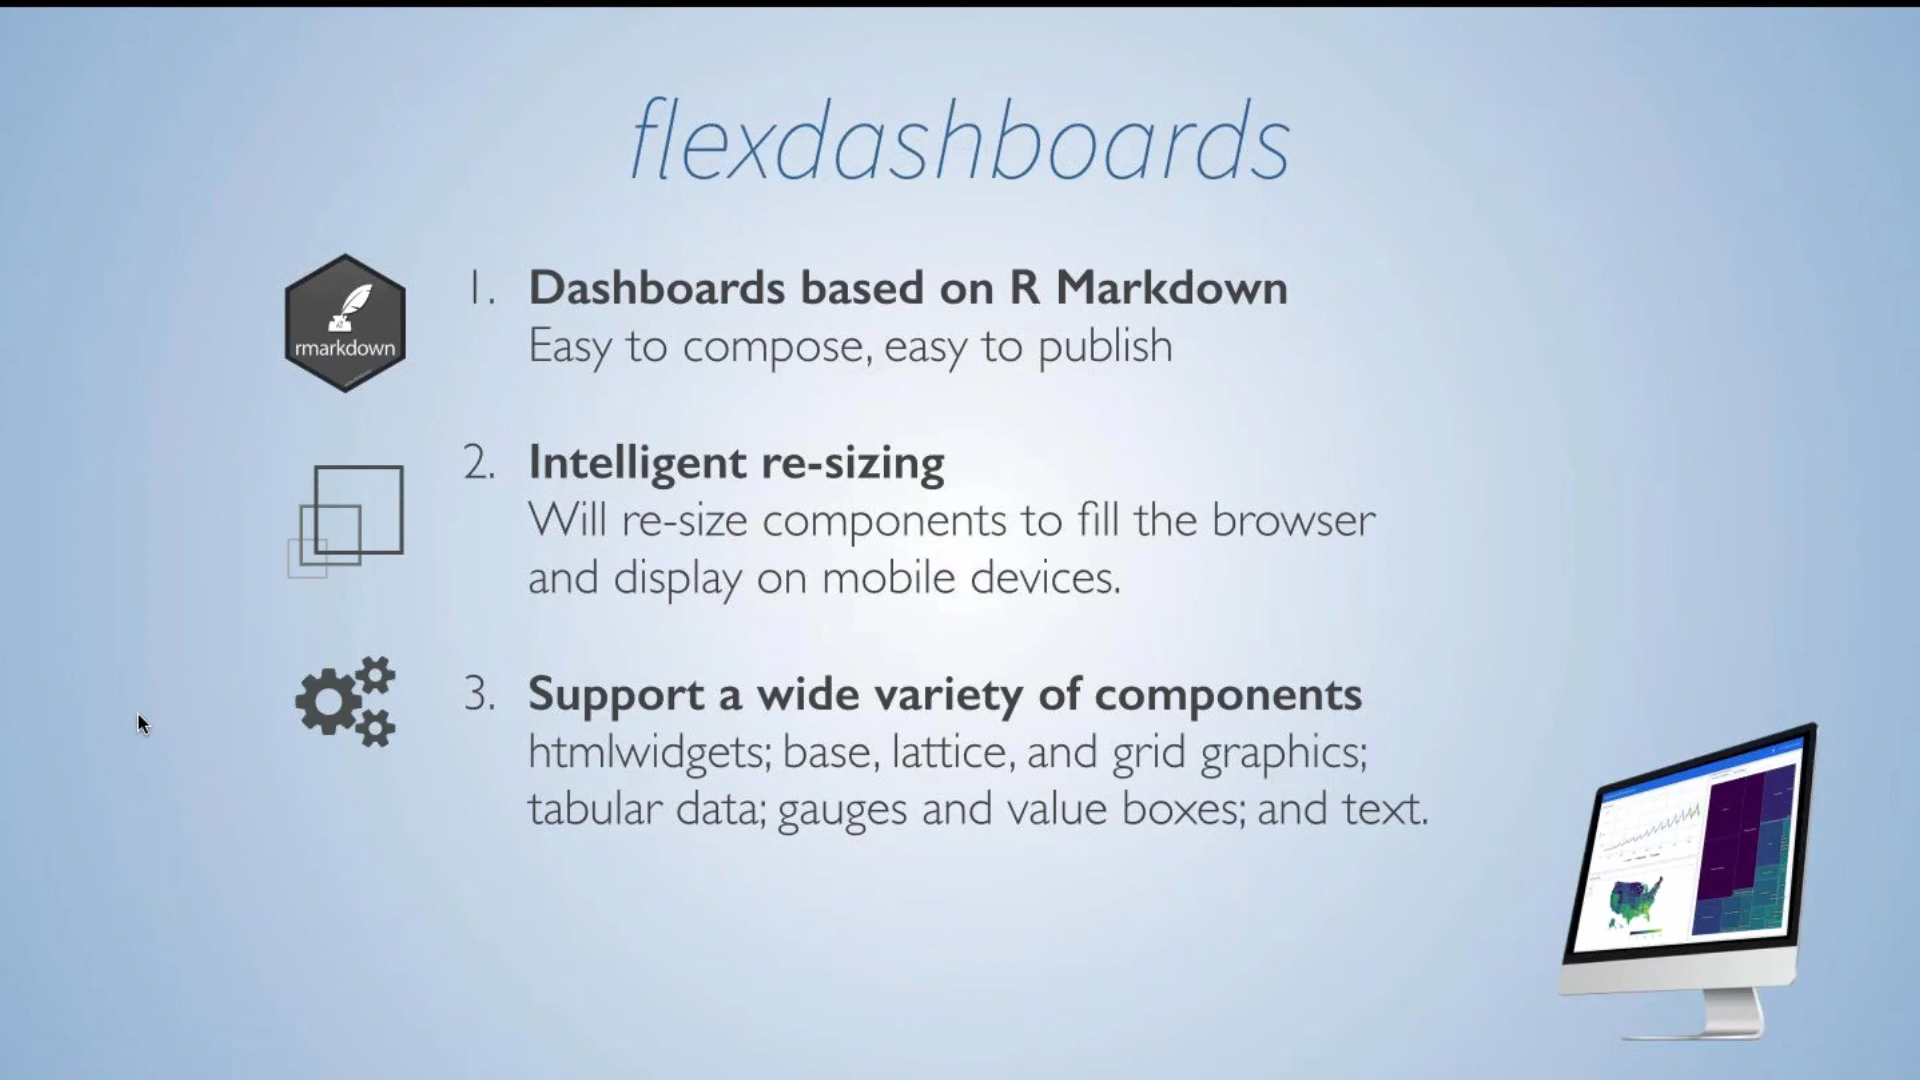 flexdashboards
rmarkdown
1. Dashboards based on R Markdown
Easy to compose, easy to publish
2. Intelligent re-sizing
Will re-size components to fill the browser
and display on mobile devices.
3. Support a wide variety of components
htmlwidgets; base, lattice, and grid graphics;
tabular data; gauges and value boxes; and text.